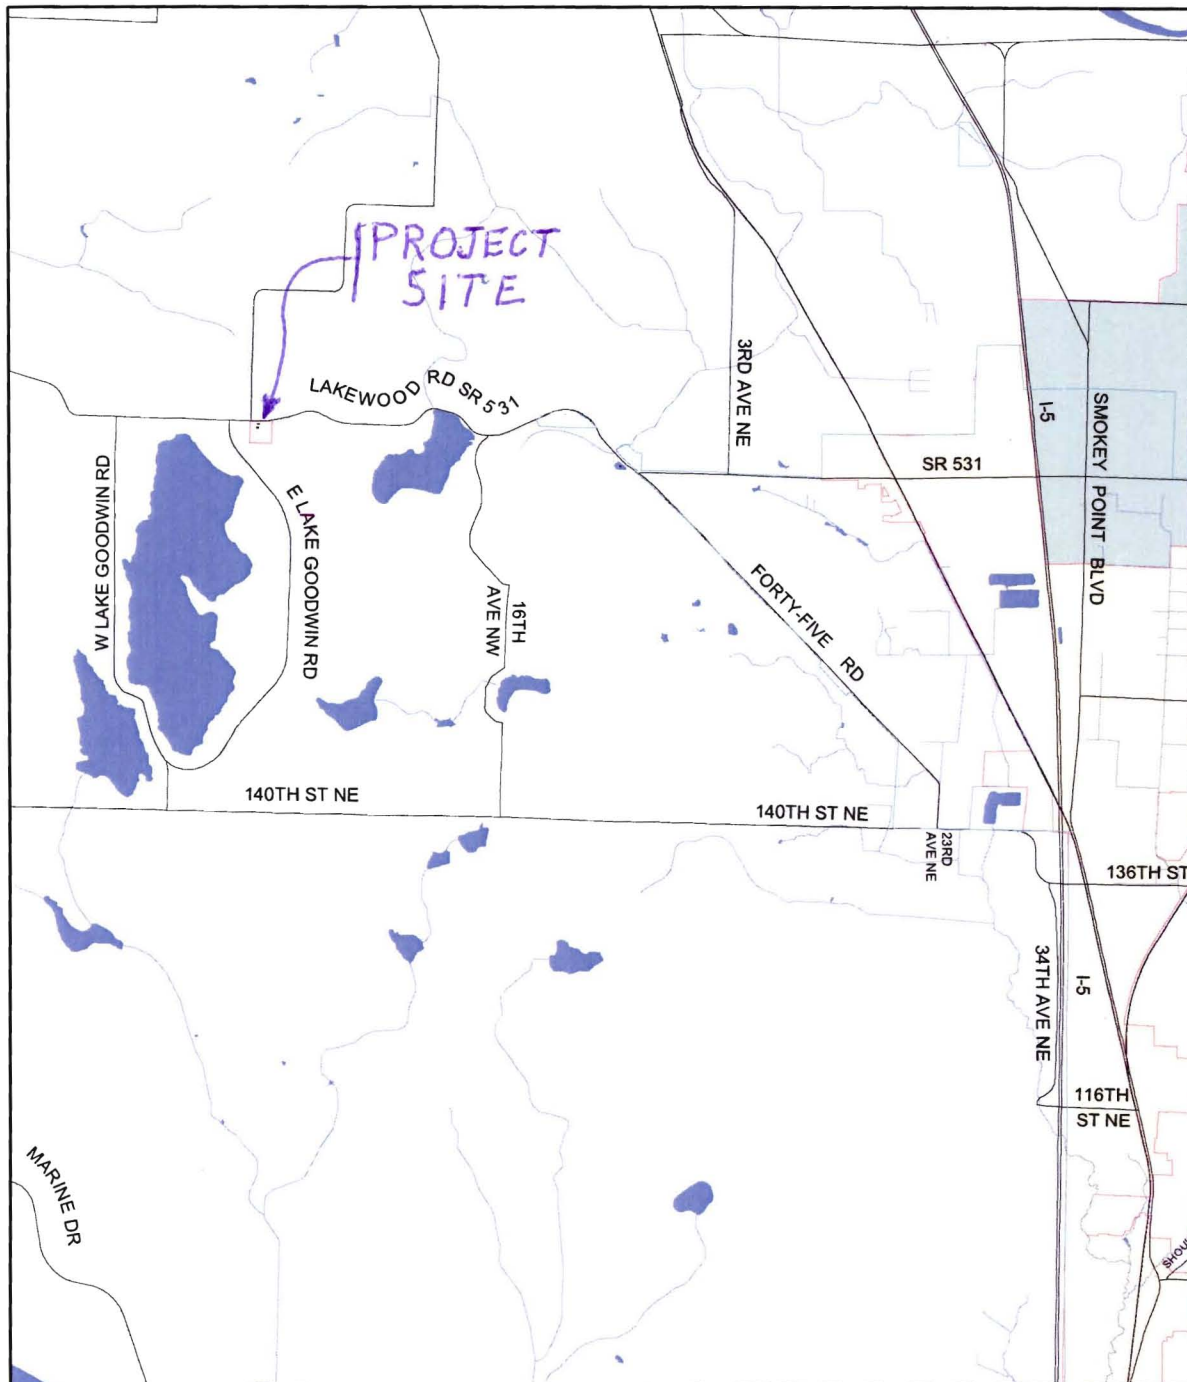 PROJECT
SITE
LAKEWOOD RD SR 531
3RD AVE NE
I-5
SMOKEY POINT BLVD
SR 531
W LAKE GOODWIN RD
E LAKE GOODWIN RD
16TH
AVE NW
FORTY-FIVE RD
140TH ST NE
140TH ST NE
23RD
AVE NE
136TH ST
34TH AVE NE
I-5
116TH
ST NE
MARINE DR
SHOU